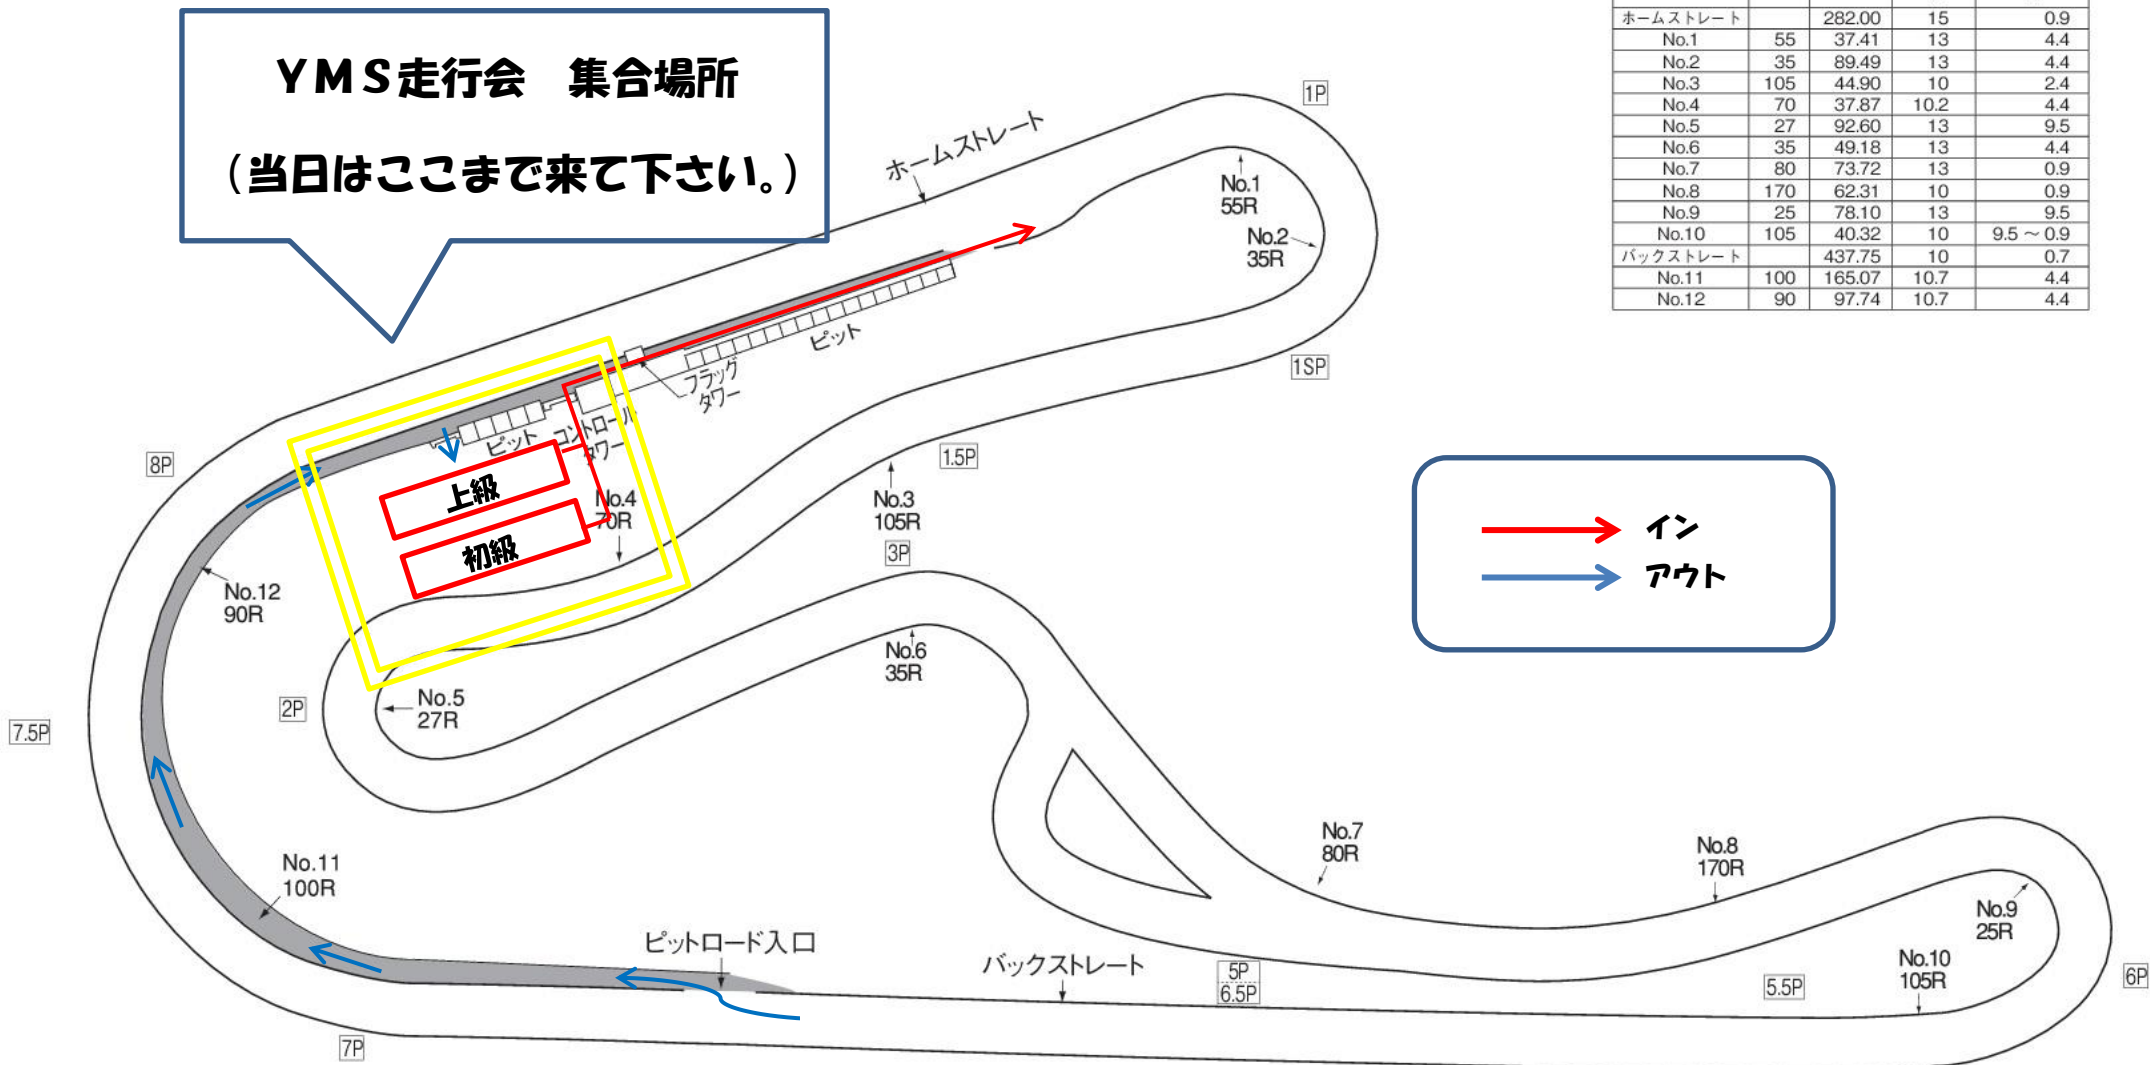 YMS走行会　集合場所
（当日はここまで来て下さい。）
ホームストレート 282.00 15 0.9
No.1 55 37.41 13 4.4
No.2 35 89.49 13 4.4
No.3 105 44.90 10 2.4
No.4 70 37.87 10.2 4.4
No.5 27 92.60 13 9.5
No.6 35 49.18 13 4.4
No.7 80 73.72 13 0.9
No.8 170 62.31 10 0.9
No.9 25 78.10 13 9.5
No.10 105 40.32 10 9.5～0.9
バックストレート 437.75 10 0.7
No.11 100 165.07 10.7 4.4
No.12 90 97.74 10.7 4.4
1P
ホームストレート
No.1
55R
No.2
35R
ピット
1SP
フラッグ
タワー
ピット
コントロール
タワー
8P
上級
初級
No.4
70R
1.5P
No.3
105R
3P
イン
アウト
No.12
90R
No.6
35R
2P
No.5
27R
7.5P
No.7
80R
No.8
170R
No.11
100R
No.9
25R
ピットロード入口
バックストレート
5P
6.5P
No.10
105R
5.5P
6P
7P